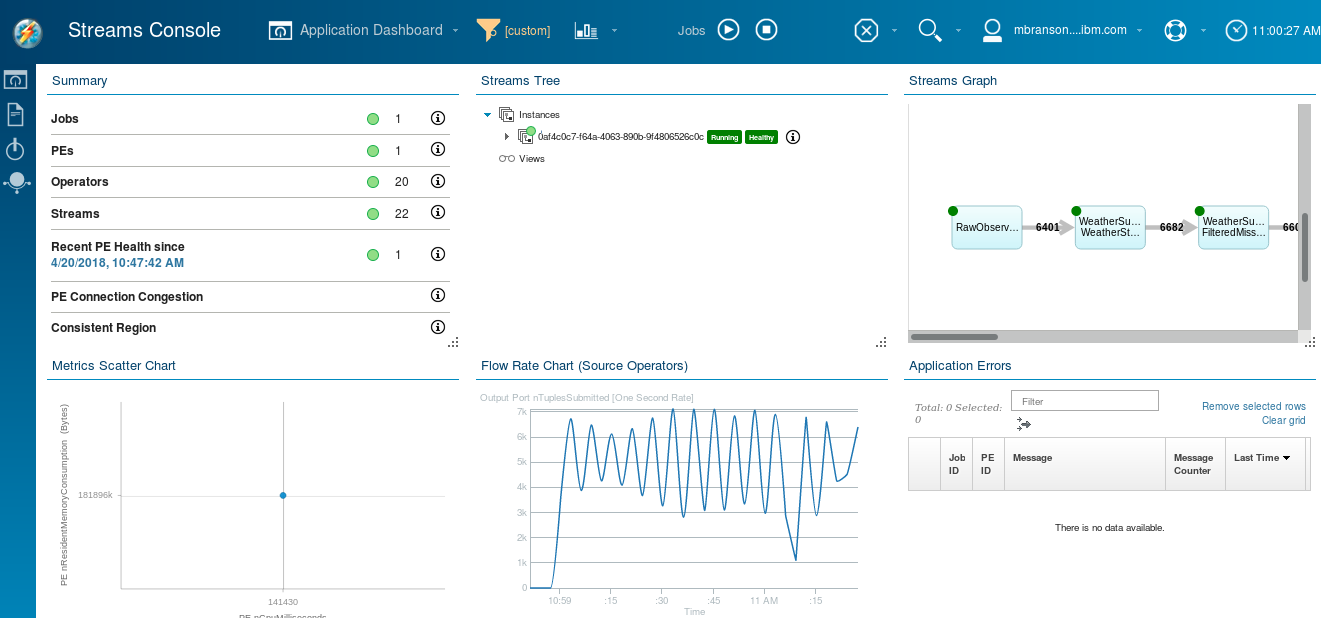 Streams Console
Application Dashboard
[custom]
Jobs
mbranson....ibm.com
11:00:27 AM
Summary
Jobs 1
PEs 1
Operators 20
Streams 22
Recent PE Health since 1
4/20/2018, 10:47:42 AM
PE Connection Congestion
Consistent Region
Streams Tree
Instances
0af4c0c7-f64a-4063-890b-9f4806526c0c Running Healthy
Views
Streams Graph
RawObserv...
6401
WeatherSu...
WeatherSt...
6682
WeatherSu...
FilteredMiss...
660
Metrics Scatter Chart
PE nResidentMemoryConsumption (Bytes)
181896k
141430
PE nCpuMilliseconds
Flow Rate Chart (Source Operators)
Output Port nTuplesSubmitted [One Second Rate]
7k
6k
5k
4k
3k
2k
1k
0
10:59 :15 :30 :45 11 AM :15
Time
Application Errors
Total: 0 Selected:
0
Filter
Remove selected rows
Clear grid
Job ID
PE ID
Message
Message Counter
Last Time
There is no data available.